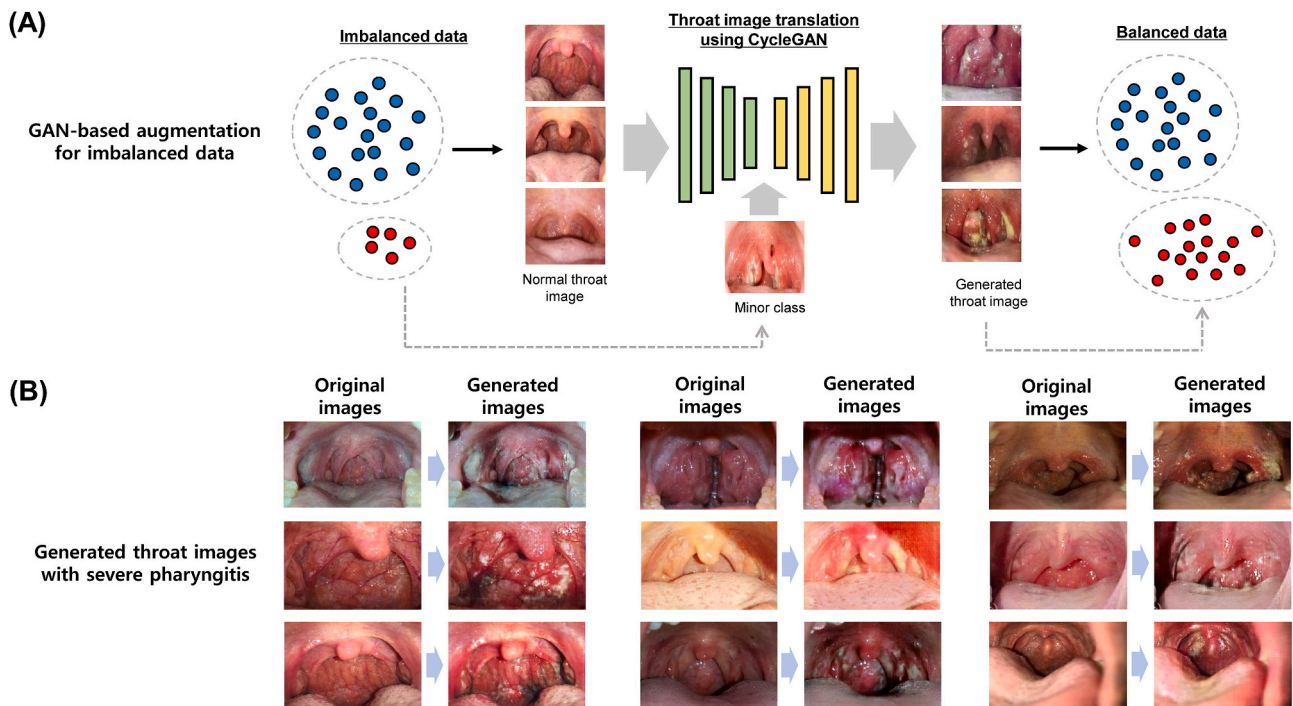 (A)
Imbalanced data
Throat image translation
using CycleGAN
Balanced data
GAN-based augmentation
for imbalanced data
Normal throat
image
Minor class
Generated
throat image
(B)
Original
images
Generated
images
Original
images
Generated
images
Original
images
Generated
images
Generated throat images
with severe pharyngitis